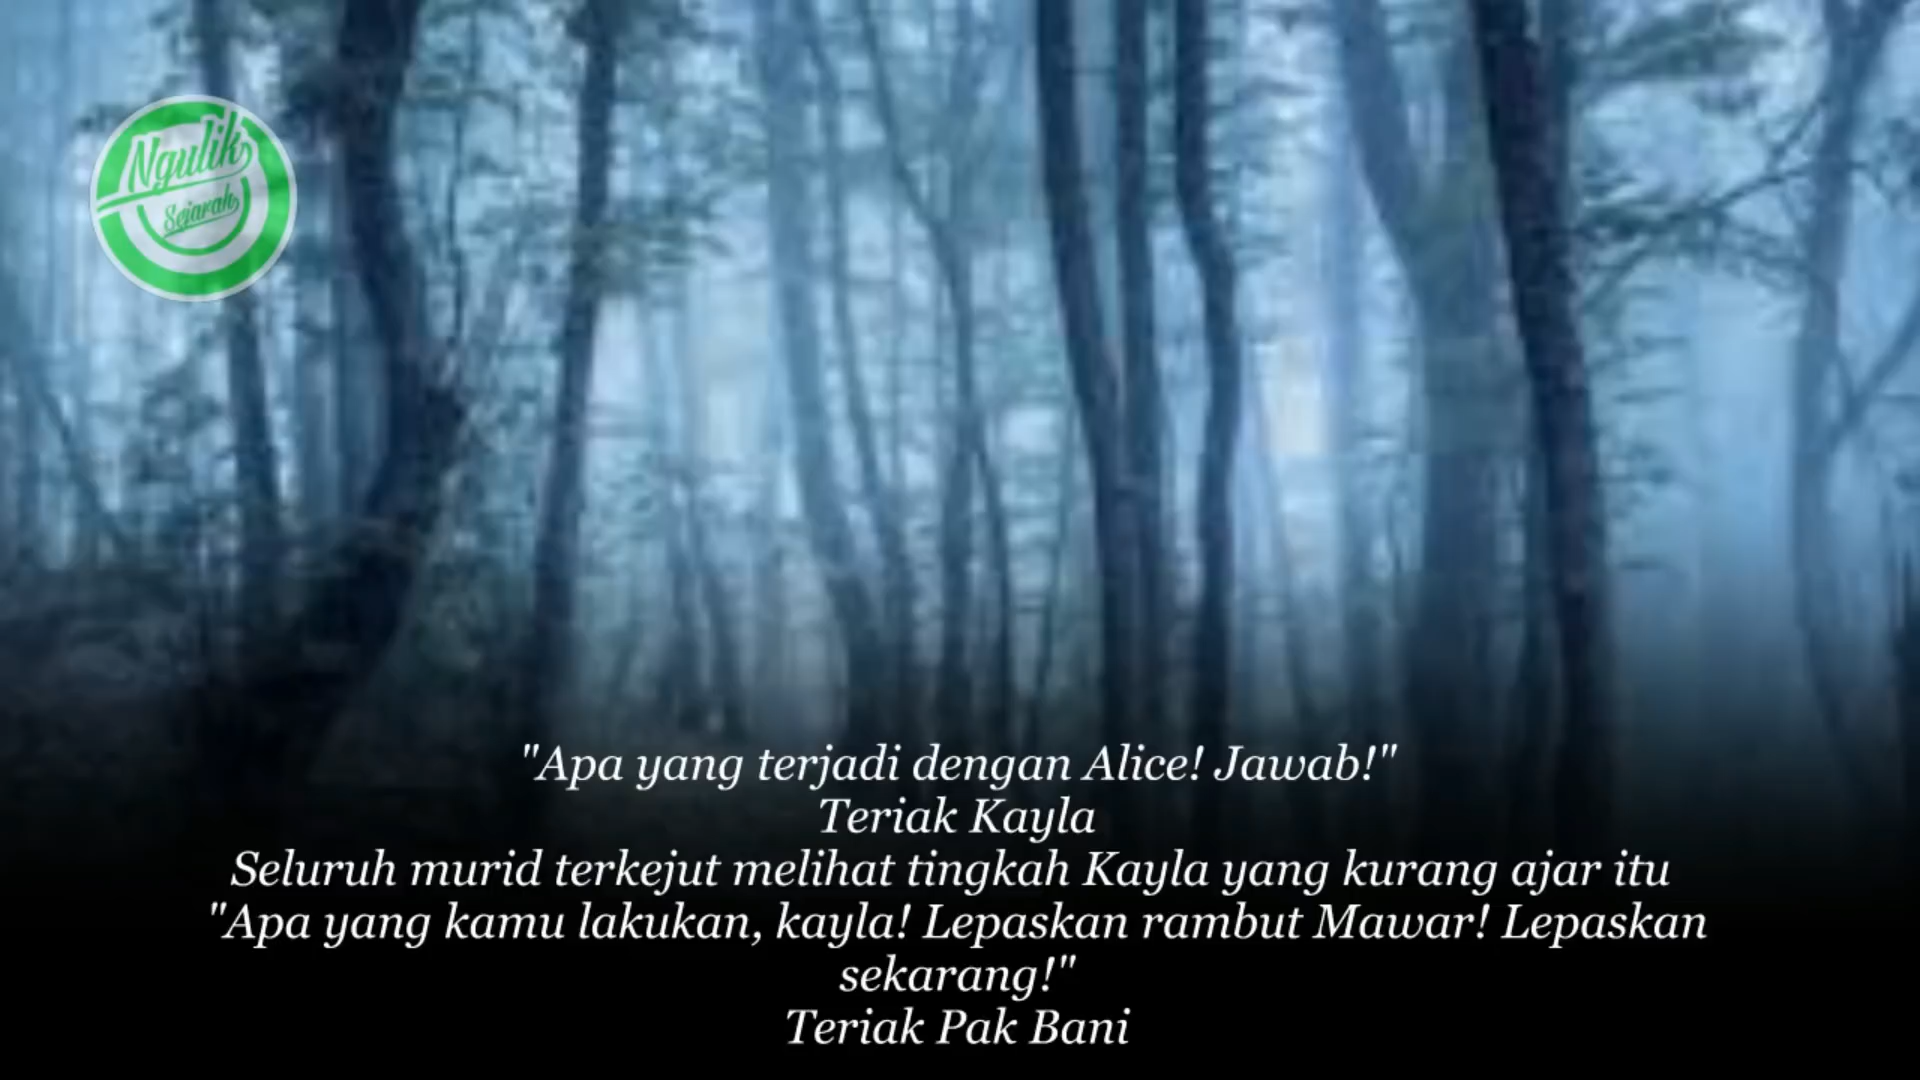 Ngulik
Sejarah
"Apa yang terjadi dengan Alice! Jawab!"
Teriak Kayla
Seluruh murid terkejut melihat tingkah Kayla yang kurang ajar itu
"Apa yang kamu lakukan, kayla! Lepaskan rambut Mawar! Lepaskan
sekarang!"
Teriak Pak Bani